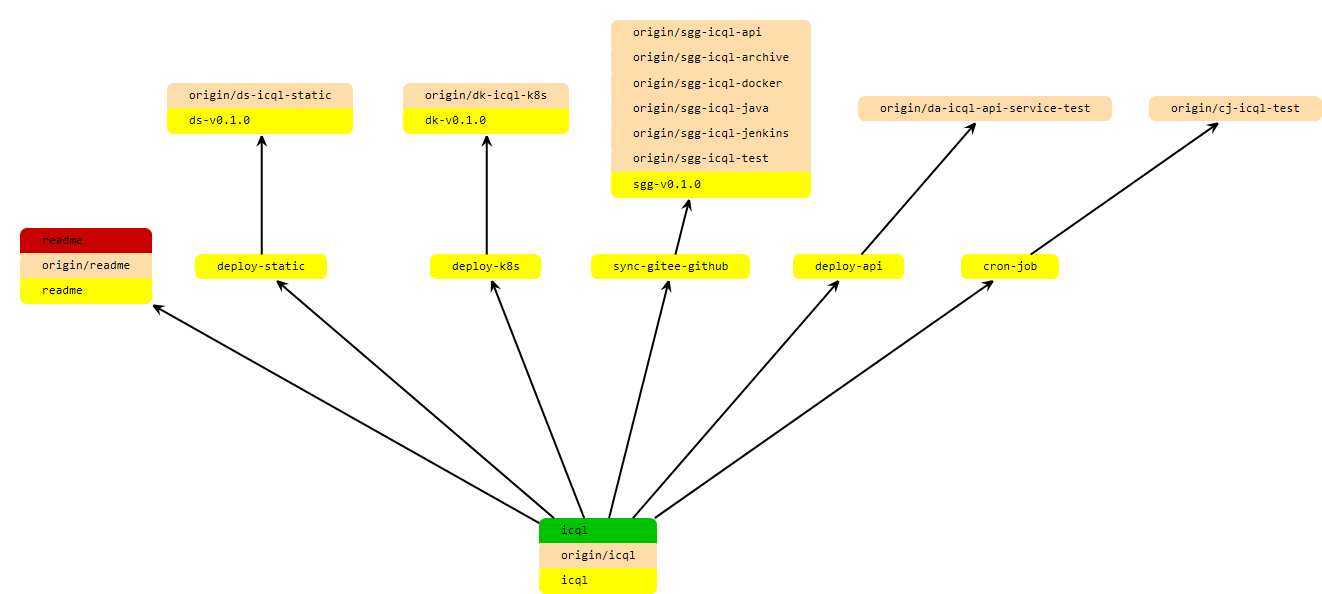 origin/sgg-icql-api
origin/sgg-icql-archive
origin/sgg-icql-docker
origin/sgg-icql-java
origin/sgg-icql-jenkins
origin/sgg-icql-test
sgg-v0.1.0
origin/ds-icql-static
ds-v0.1.0
origin/dk-icql-k8s
dk-v0.1.0
origin/da-icql-api-service-test
origin/cj-icql-test
readme
origin/readme
readme
deploy-static
deploy-k8s
sync-gitee-github
deploy-api
cron-job
icql
origin/icql
icql